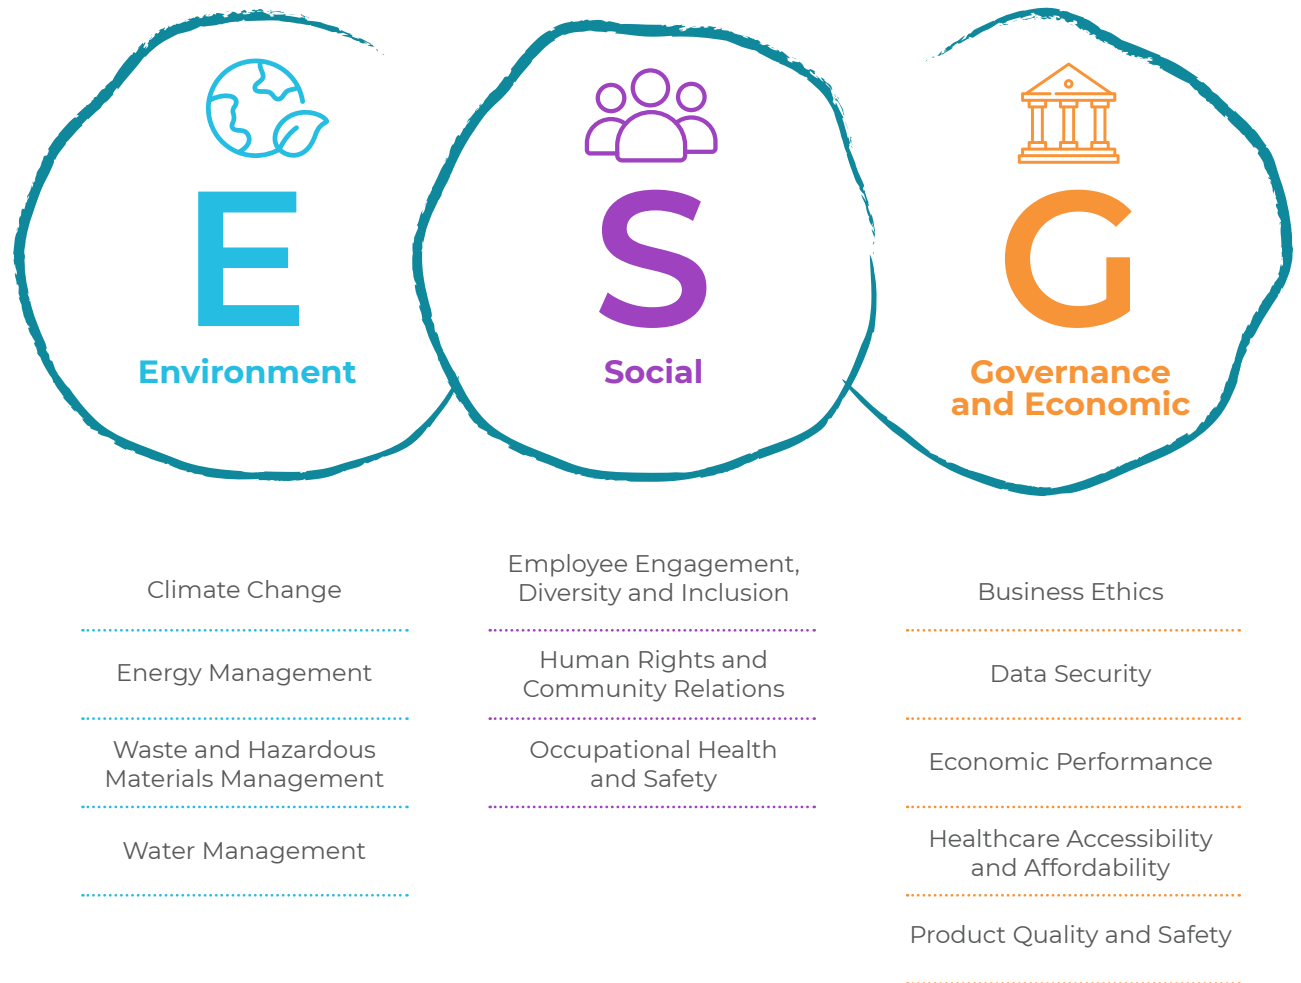 E
Environment
Climate Change
Energy Management
Waste and Hazardous
Materials Management
Water Management
S
Social
Employee Engagement,
Diversity and Inclusion
Human Rights and
Community Relations
Occupational Health
and Safety
G
Governance
and Economic
Business Ethics
Data Security
Economic Performance
Healthcare Accessibility
and Affordability
Product Quality and Safety